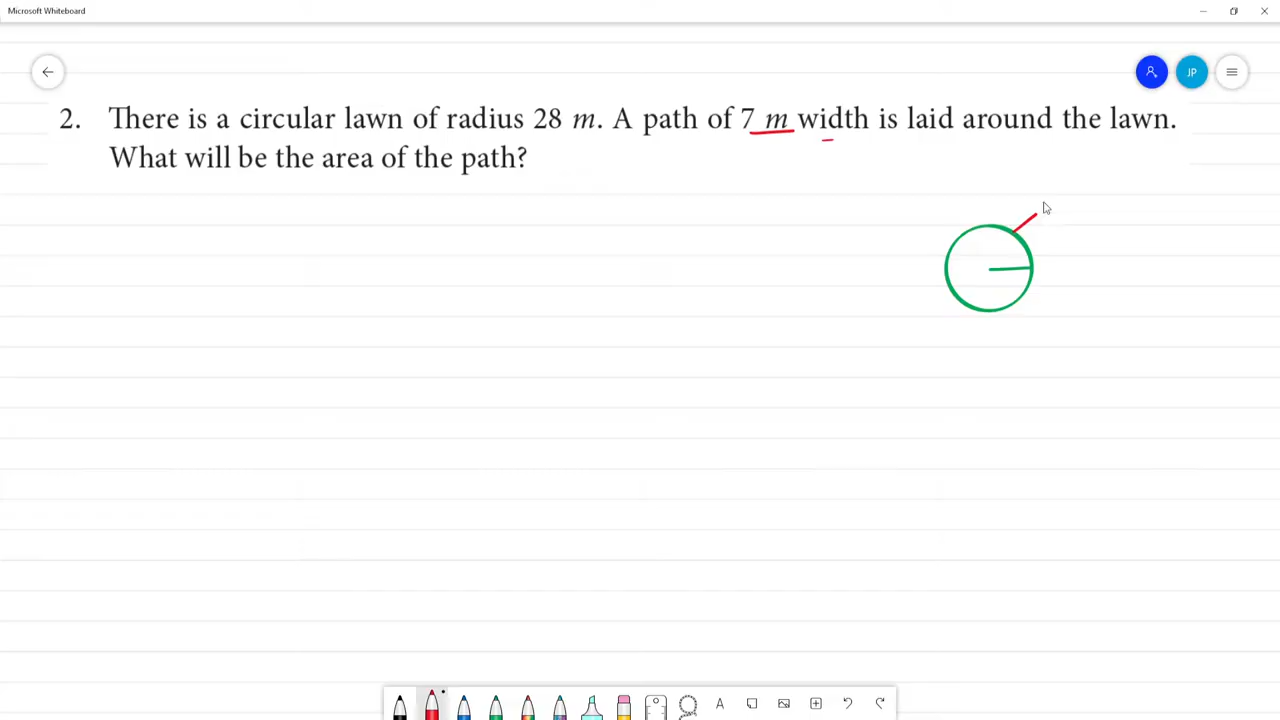 Microsoft Whiteboard
JP
2. There is a circular lawn of radius 28 m. A path of 7 m width is laid around the lawn.
What will be the area of the path?
A